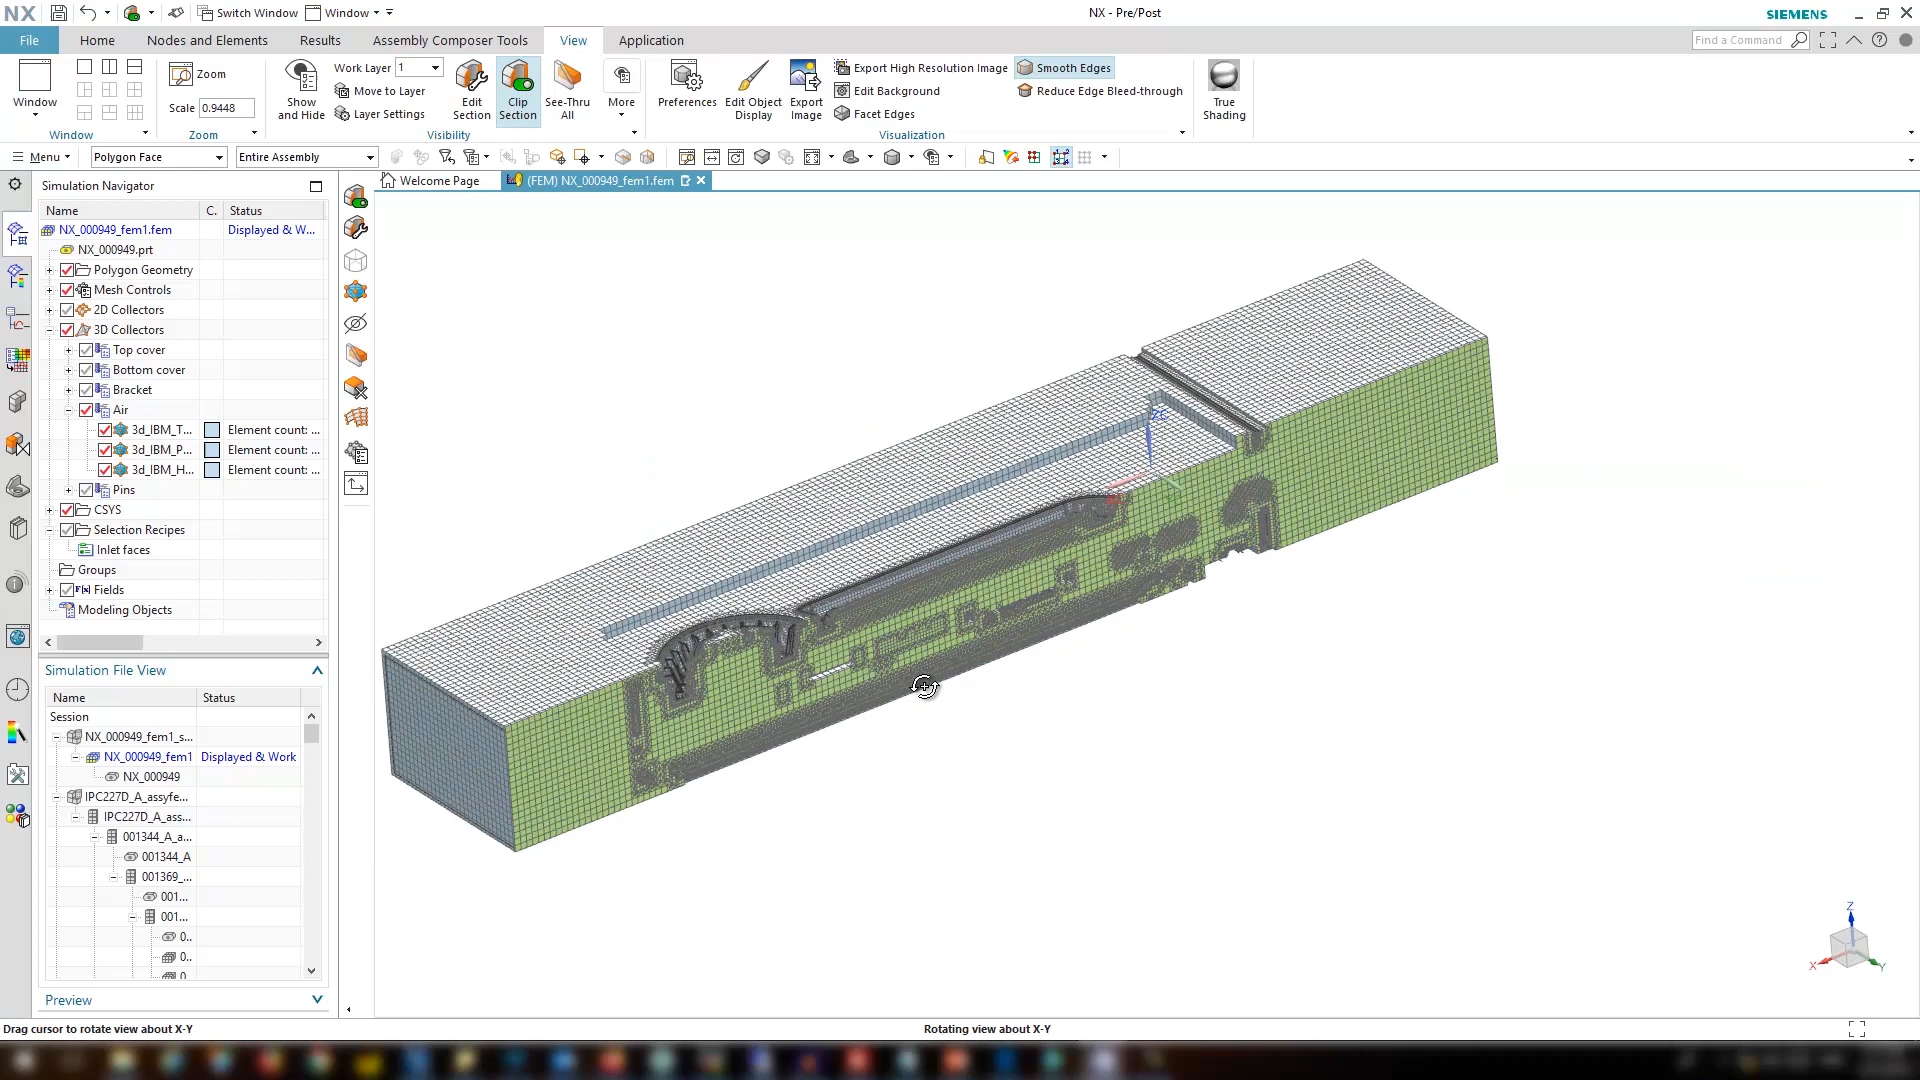 NX Switch Window Window NX - Pre/Post SIEMENS
File Home Nodes and Elements Results Assembly Composer Tools View Application Find a Command
Window
Window
Zoom
Scale 0.9448
Zoom
Show and Hide
Work Layer 1
Move to Layer
Layer Settings
Edit Section
Clip Section
See-Thru All
More
Visibility
Preferences
Edit Object Display
Export Image
Export High Resolution Image
Edit Background
Facet Edges
Smooth Edges
Reduce Edge Bleed-through
Visualization
True Shading
Menu Polygon Face Entire Assembly
Simulation Navigator
Welcome Page (FEM) NX_000949_fem1.fem
Name C. Status
NX_000949_fem1.fem Displayed & W...
NX_000949.prt
Polygon Geometry
Mesh Controls
2D Collectors
3D Collectors
Top cover
Bottom cover
Bracket
Air
3d_IBM_T... Element count: ...
3d_IBM_P... Element count: ...
3d_IBM_H... Element count: ...
Pins
CSYS
Selection Recipes
Inlet faces
Groups
Fields
Modeling Objects
Simulation File View
Name Status
Session
NX_000949_fem1_s...
NX_000949_fem1 Displayed & Work
NX_000949
IPC227D_A_assyfe...
IPC227D_A_ass...
001344_A_a...
001344_A
001369_...
001...
001...
0..
0..
0
Preview
Z
X
Y
Drag cursor to rotate view about X-Y Rotating view about X-Y